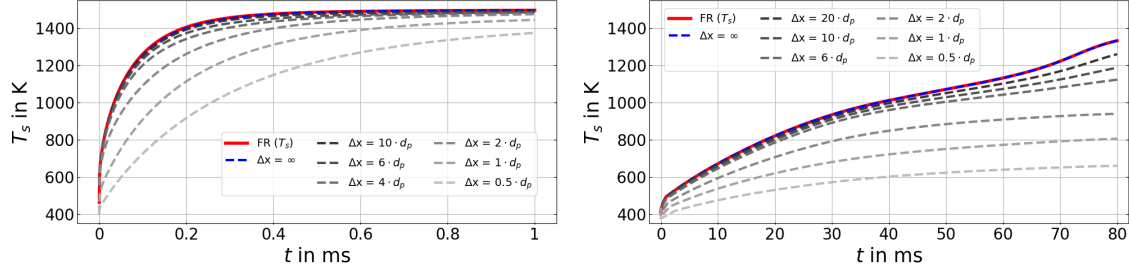 1400
1200
1000
800
600
400
T_s in K
FR (T_s)
Δx = ∞
Δx = 10 · d_p
Δx = 6 · d_p
Δx = 4 · d_p
Δx = 2 · d_p
Δx = 1 · d_p
Δx = 0.5 · d_p
0 0.2 0.4 0.6 0.8 1
t in ms
1400
1200
1000
800
600
400
T_s in K
FR (T_s)
Δx = ∞
Δx = 20 · d_p
Δx = 10 · d_p
Δx = 6 · d_p
Δx = 2 · d_p
Δx = 1 · d_p
Δx = 0.5 · d_p
0 10 20 30 40 50 60 70 80
t in ms